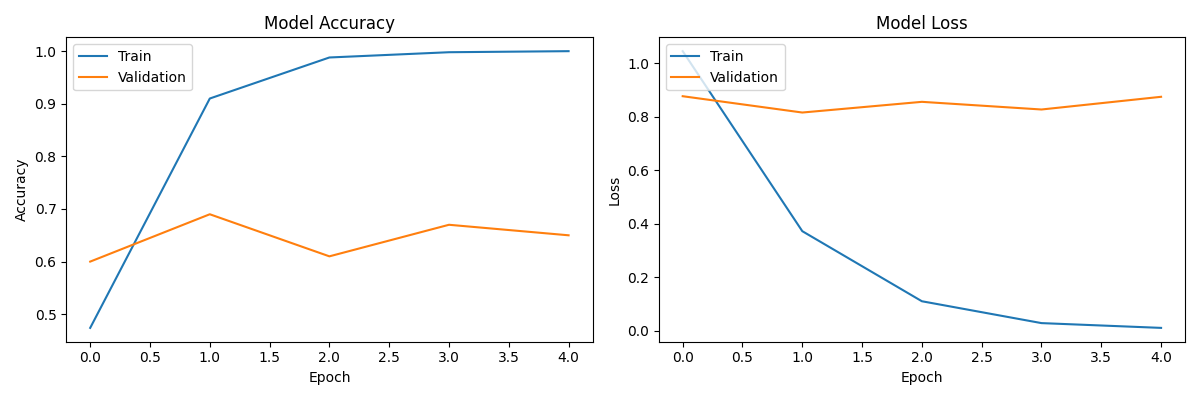 Model Accuracy
Train
Validation
1.0
0.9
0.8
0.7
0.6
0.5
Accuracy
0.0 0.5 1.0 1.5 2.0 2.5 3.0 3.5 4.0
Epoch
Model Loss
Train
Validation
1.0
0.8
0.6
0.4
0.2
0.0
Loss
0.0 0.5 1.0 1.5 2.0 2.5 3.0 3.5 4.0
Epoch